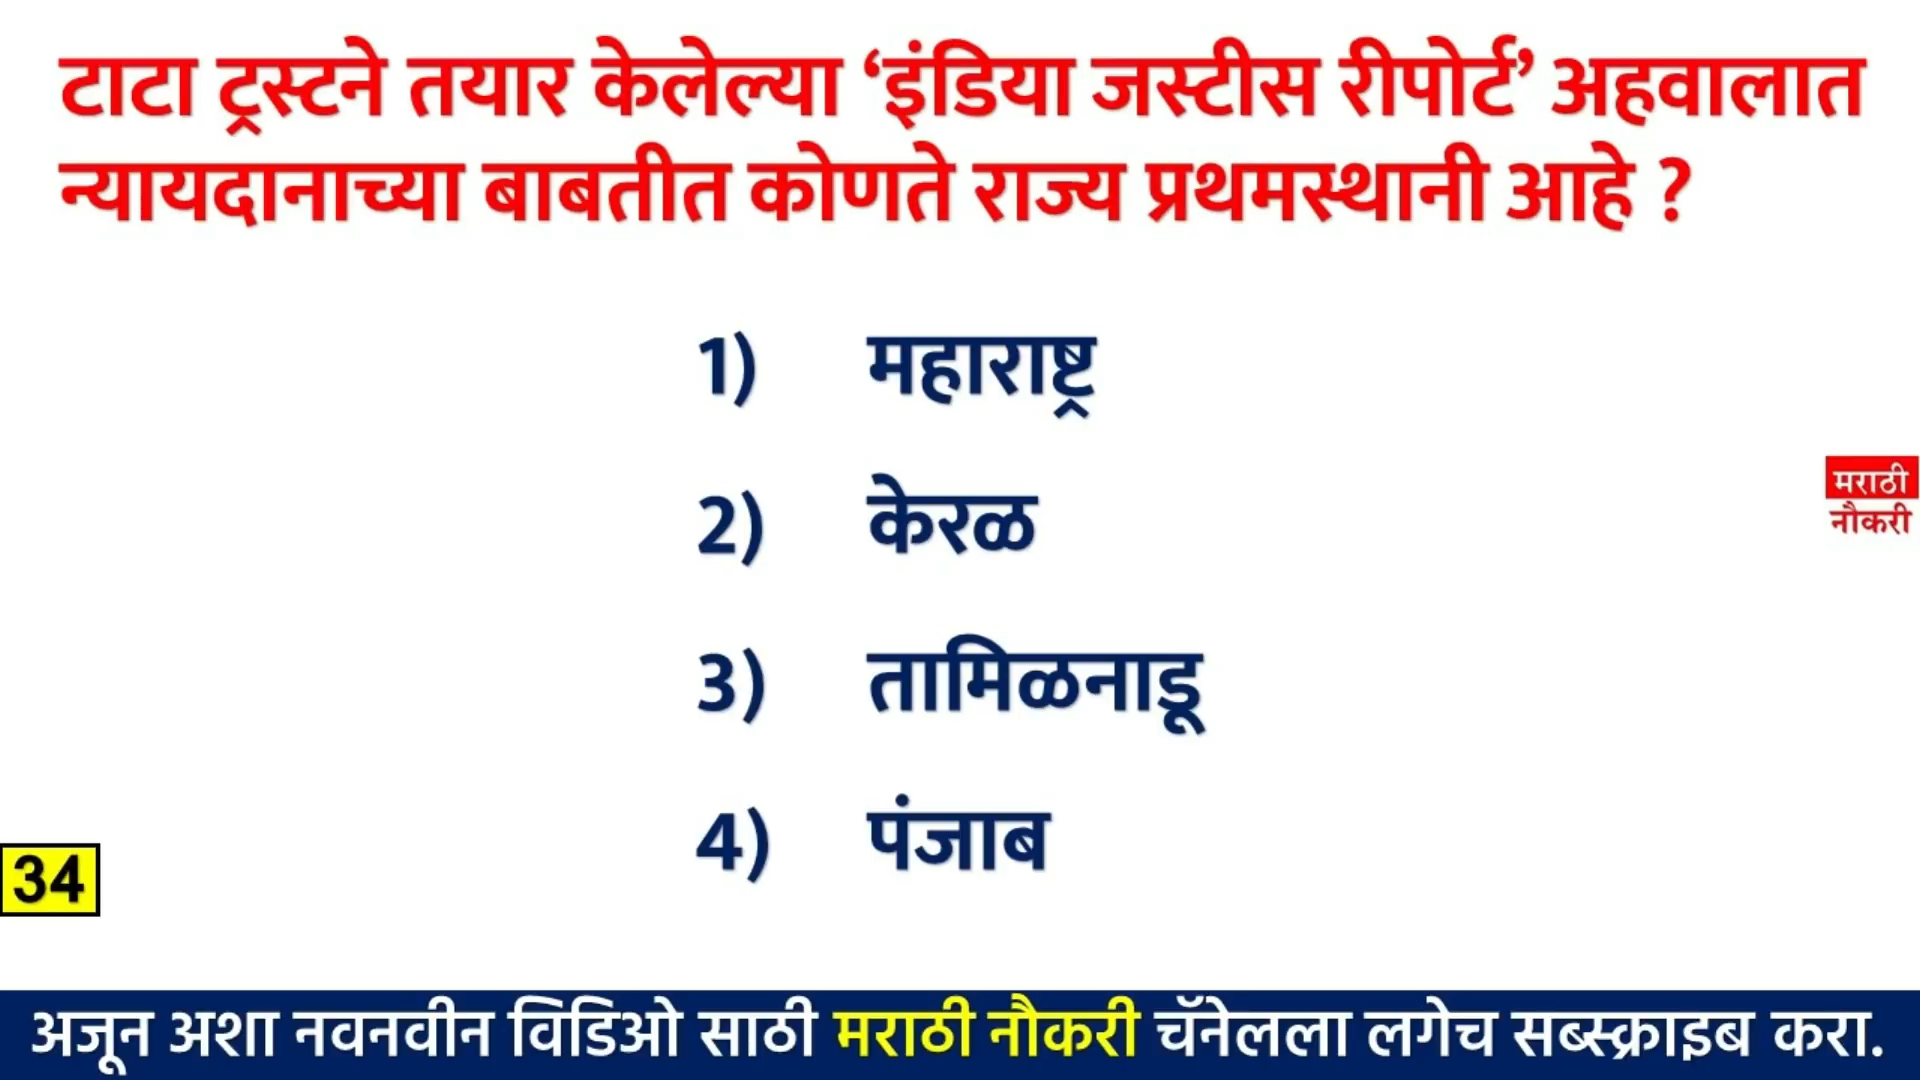 टाटा ट्रस्टने तयार केलेल्या ‘इंडिया जस्टीस रीपोर्ट’ अहवालात
न्यायदानाच्या बाबतीत कोणते राज्य प्रथमस्थानी आहे ?
1) महाराष्ट्र
2) केरळ
मराठी
नौकरी
3) तामिळनाडू
4) पंजाब
34
अजून अशा नवनवीन विडिओ साठी मराठी नौकरी चॅनेलला लगेच सब्स्क्राइब करा.